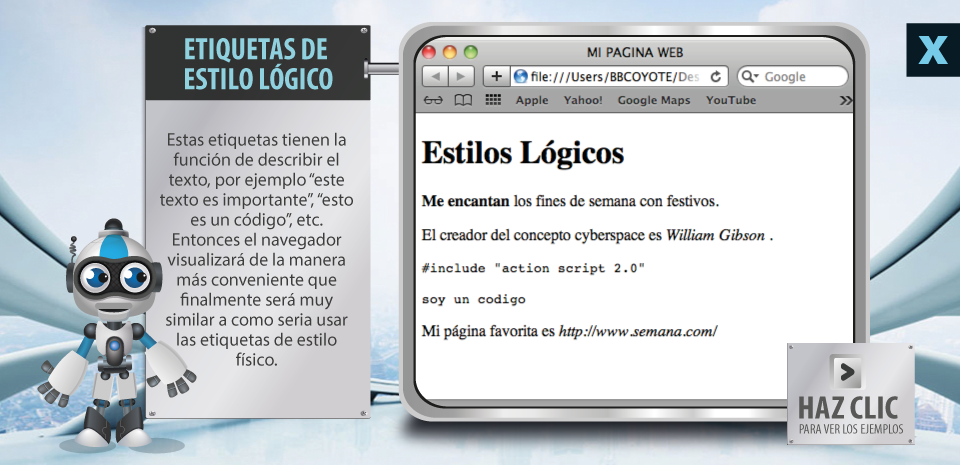 ETIQUETAS DE
ESTILO LÓGICO
Estas etiquetas tienen la
función de describir el
texto, por ejemplo “este
texto es importante”, “esto
es un código”, etc.
Entonces el navegador
visualizará de la manera
más conveniente que
finalmente será muy
similar a como seria usar
las etiquetas de estilo
físico.
MI PAGINA WEB
file:///Users/BBCOYOTE/Des
Google
Apple Yahoo! Google Maps YouTube
Estilos Lógicos
Me encantan los fines de semana con festivos.
El creador del concepto cyberspace es William Gibson .
#include "action script 2.0"
soy un codigo
Mi página favorita es http://www.semana.com/
X
HAZ CLIC
PARA VER LOS EJEMPLOS